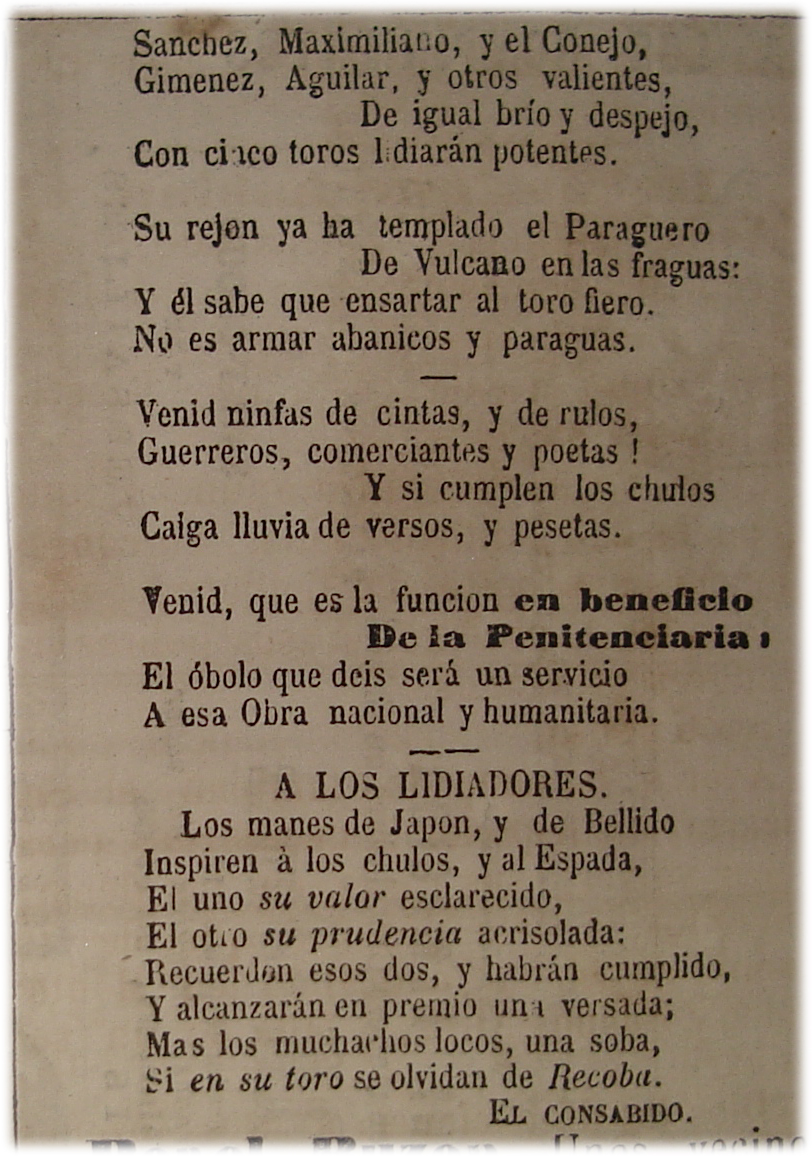 Sanchez, Maximiliano, y el Conejo,
Gimenez, Aguilar, y otros valientes,
De igual brío y despejo,
Con cinco toros lidiarán potentes.
Su rejon ya ha templado el Paraguero
De Vulcano en las fraguas:
Y él sabe que ensartar al toro fiero.
No es armar abanicos y paraguas.
Venid ninfas de cintas, y de rulos,
Guerreros, comerciantes y poetas !
Y si cumplen los chulos
Caiga lluvia de versos, y pesetas.
Venid, que es la funcion en beneficio
De la Penitenciaria:
El óbolo que deis será un servicio
A esa Obra nacional y humanitaria.
A LOS LIDIADORES.
Los manes de Japon, y de Bellido
Inspiren à los chulos, y al Espada,
El uno su valor esclarecido,
El otro su prudencia acrisolada:
Recuerden esos dos, y habrán cumplido,
Y alcanzarán en premio una versada;
Mas los muchachos locos, una soba,
Si en su toro se olvidan de Recoba.
EL CONSABIDO.